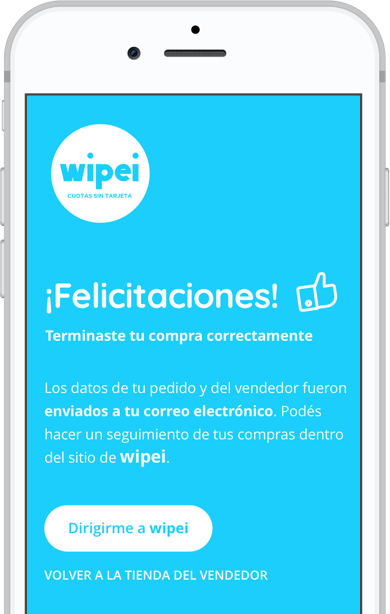 wipei
CUOTAS SIN TARJETA
¡Felicitaciones!
Terminaste tu compra correctamente
Los datos de tu pedido y del vendedor fueron
enviados a tu correo electrónico. Podés
hacer un seguimiento de tus compras dentro
del sitio de wipei.
Dirigirme a wipei
VOLVER A LA TIENDA DEL VENDEDOR